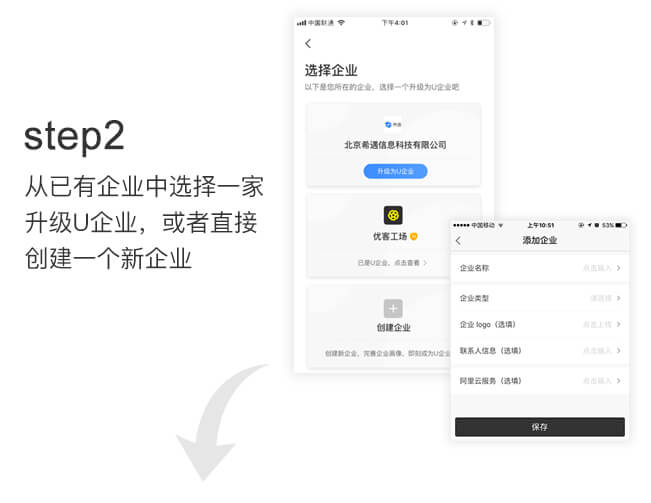 step2
从已有企业中选择一家
升级U企业，或者直接
创建一个新企业
中国联通
下午4:01
选择企业
以下是您所在的企业，选择一个升级为U企业吧
希遇
北京希遇信息科技有限公司
升级为U企业
优客工场
已是U企业，点击查看
创建企业
创建新企业，完善企业画像，即刻成为U企业
中国移动
上午10:51
53%
添加企业
企业名称 点击输入
企业类型 请选择
企业 logo（选填） 点击上传
联系人信息（选填） 点击输入
阿里云服务（选填） 点击输入
保存